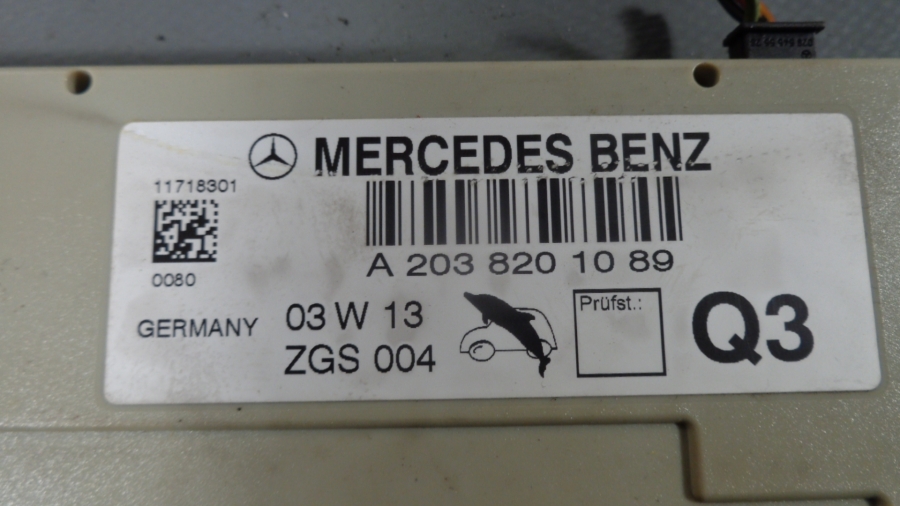 MERCEDES BENZ
11718301
A 203 820 10 89
0080
GERMANY
03 W 13
ZGS 004
Prüfst.:
Q3